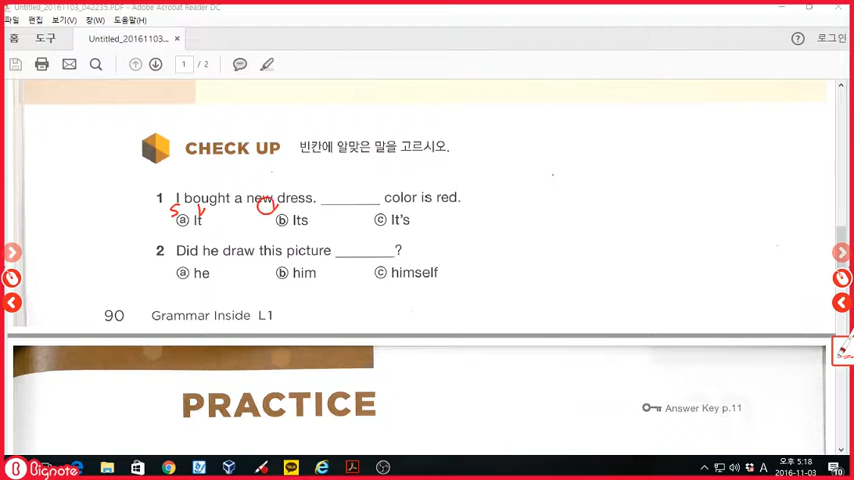 Untitled_20161103_042235.PDF - Adobe Acrobat Reader DC
파일 편집 보기(V) 창(W) 도움말(H)
홈 도구 Untitled_20161103... × ? 로그인
1 / 2
CHECK UP 빈칸에 알맞은 말을 고르시오.
1 I bought a new dress. ________ color is red.
S V
ⓐ It ⓑ Its ⓒ It's
2 Did he draw this picture ________?
ⓐ he ⓑ him ⓒ himself
90 Grammar Inside L1
PRACTICE
Answer Key p.11
Bignote
A 오후 5:18
2016-11-03
10